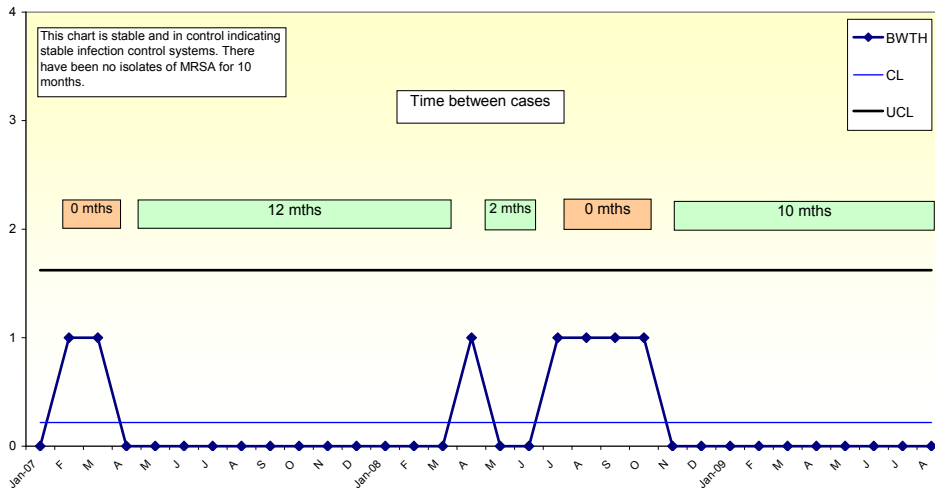 4
This chart is stable and in control indicating
stable infection control systems. There
have been no isolates of MRSA for 10
months.
BWTH
CL
UCL
Time between cases
3
0 mths
12 mths
2 mths
0 mths
10 mths
2
1
0
Jan-07 F M A M J J A S O N D Jan-08 F M A M J J A S O N D Jan-09 F M A M J J A